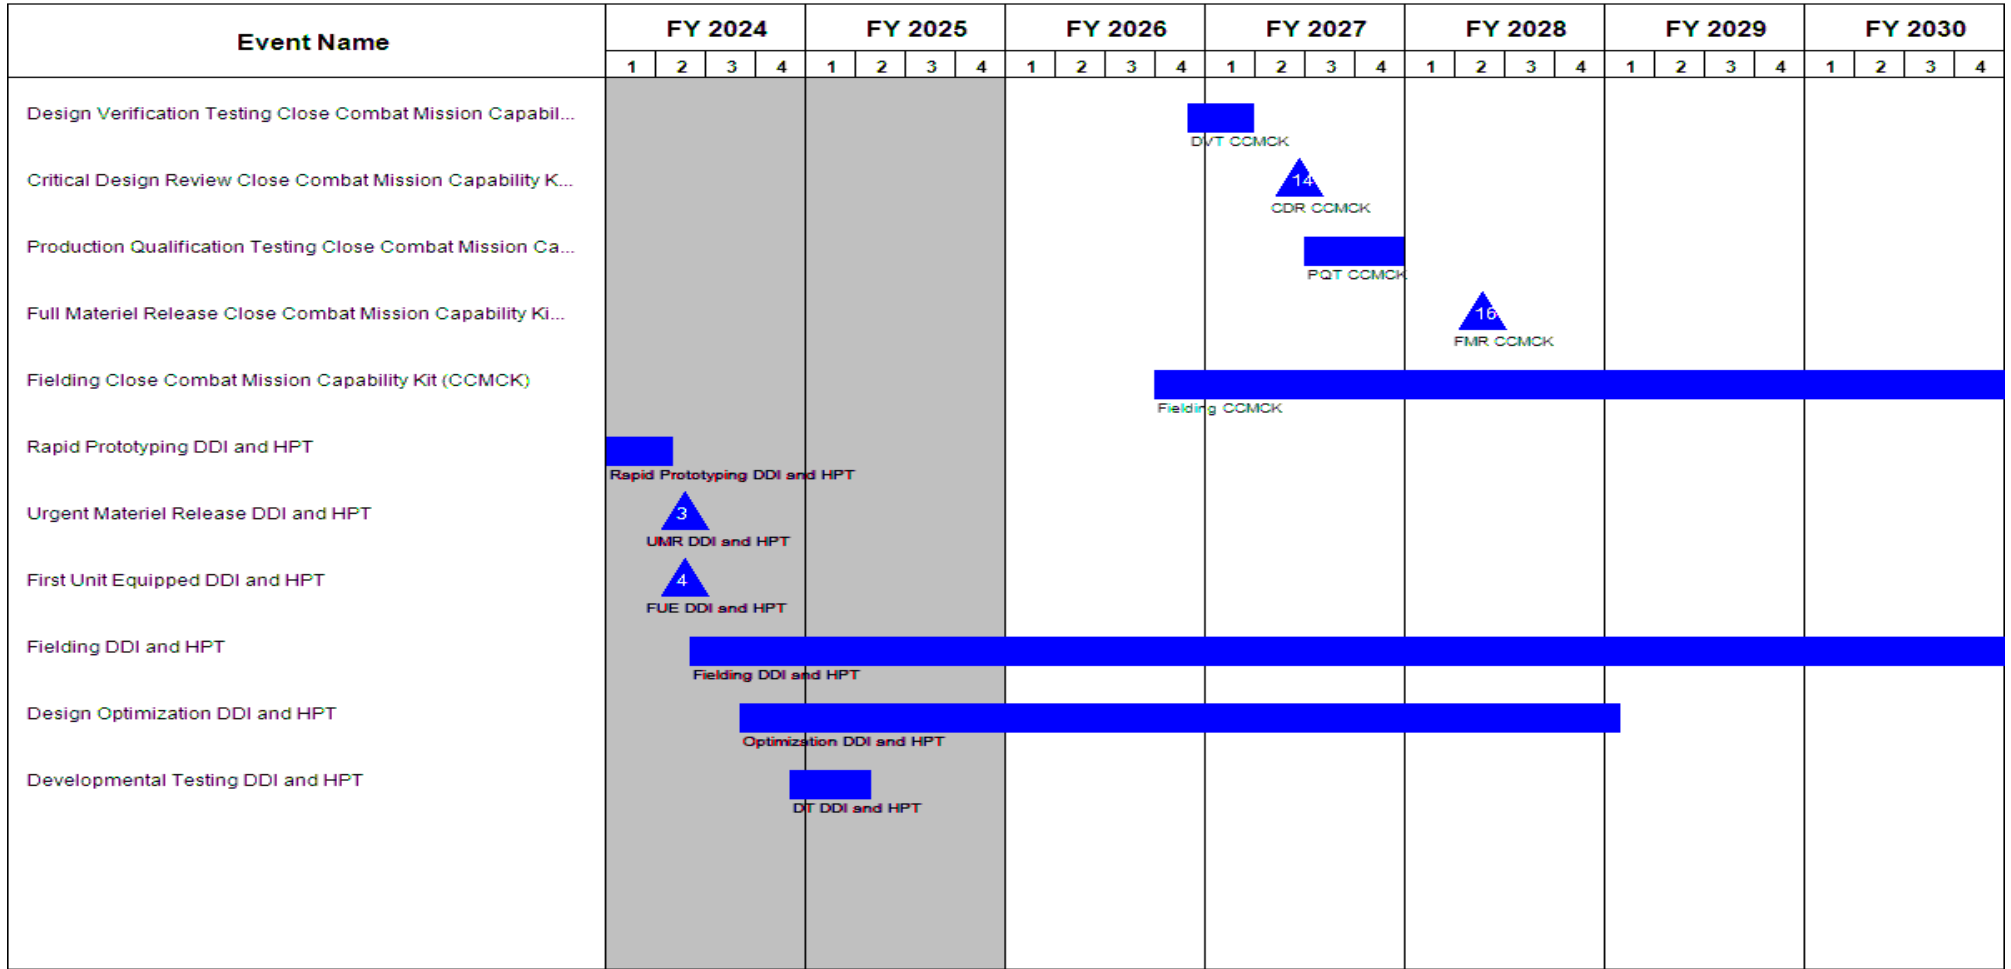 Event Name
FY 2024 FY 2025 FY 2026 FY 2027 FY 2028 FY 2029 FY 2030
1 2 3 4 1 2 3 4 1 2 3 4 1 2 3 4 1 2 3 4 1 2 3 4 1 2 3 4
Design Verification Testing Close Combat Mission Capabil...
DVT CCMCK
Critical Design Review Close Combat Mission Capability K...
14
CDR CCMCK
Production Qualification Testing Close Combat Mission Ca...
PQT CCMCK
Full Materiel Release Close Combat Mission Capability Ki...
16
FMR CCMCK
Fielding Close Combat Mission Capability Kit (CCMCK)
Fielding CCMCK
Rapid Prototyping DDI and HPT
Rapid Prototyping DDI and HPT
Urgent Materiel Release DDI and HPT
3
UMR DDI and HPT
First Unit Equipped DDI and HPT
4
FUE DDI and HPT
Fielding DDI and HPT
Fielding DDI and HPT
Design Optimization DDI and HPT
Optimization DDI and HPT
Developmental Testing DDI and HPT
DT DDI and HPT